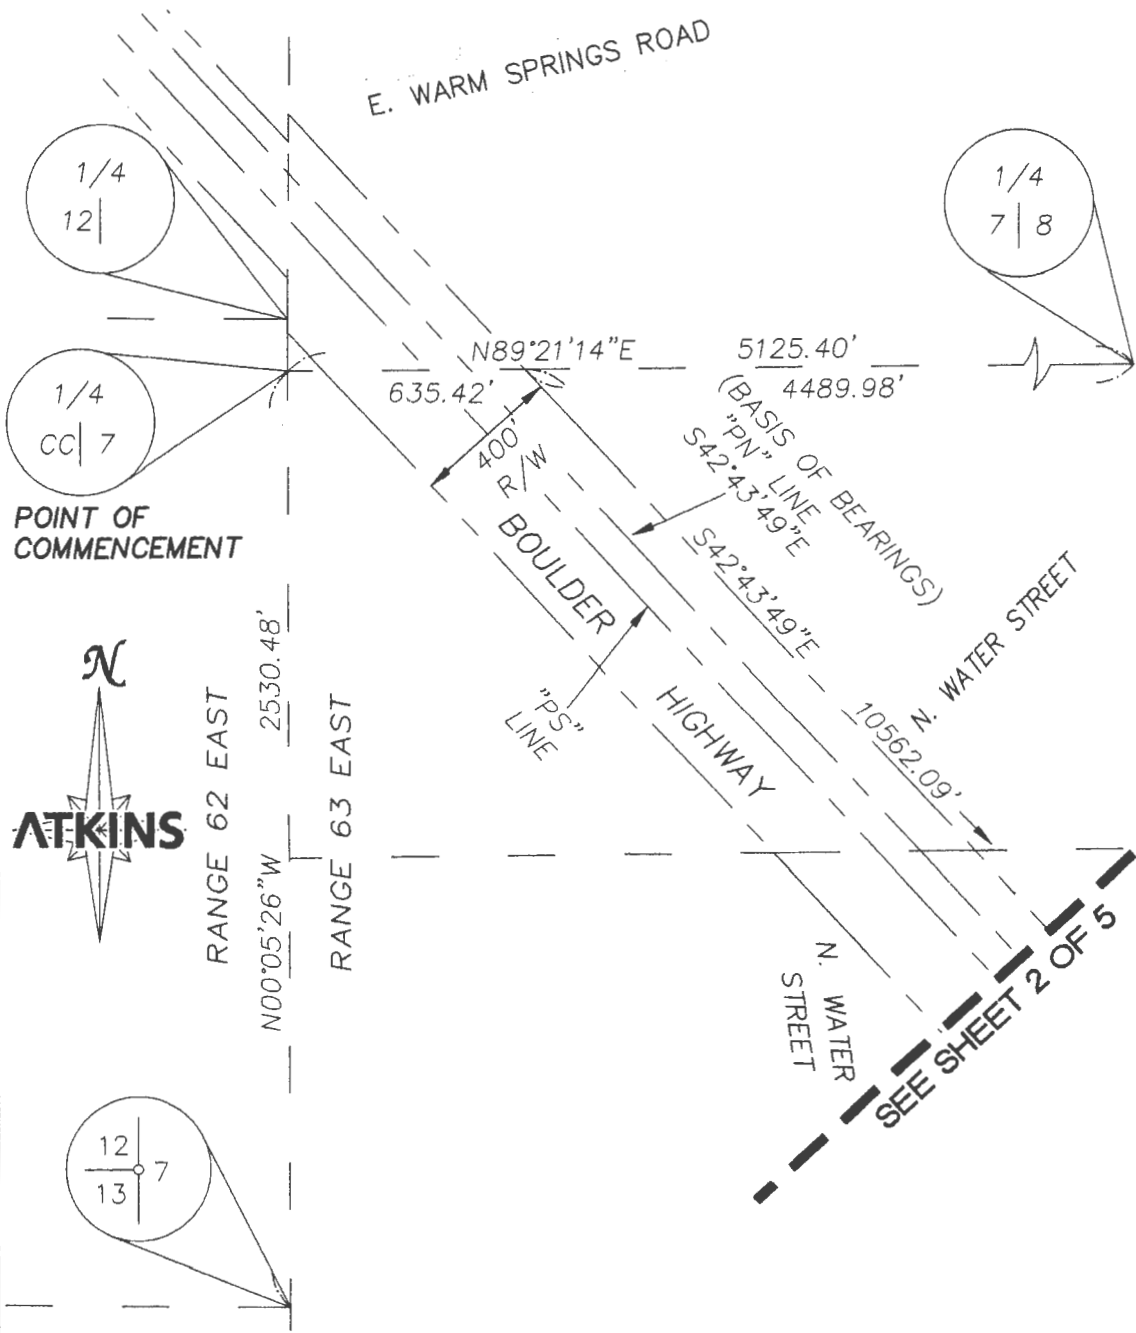 E. WARM SPRINGS ROAD
1/4
12
1/4
7 8
N89°21'14"E
5125.40'
635.42'
4489.98'
1/4
CC 7
POINT OF
COMMENCEMENT
400'
R/W
(BASIS OF BEARINGS)
"PN" LINE
S42°43'49"E
S42°43'49"E
BOULDER
HIGHWAY
"PS"
LINE
10562.09'
N. WATER STREET
N
ATKINS
RANGE 62 EAST
2530.48'
N00°05'26"W
RANGE 63 EAST
N. WATER
STREET
SEE SHEET 2 OF 5
12
7
13